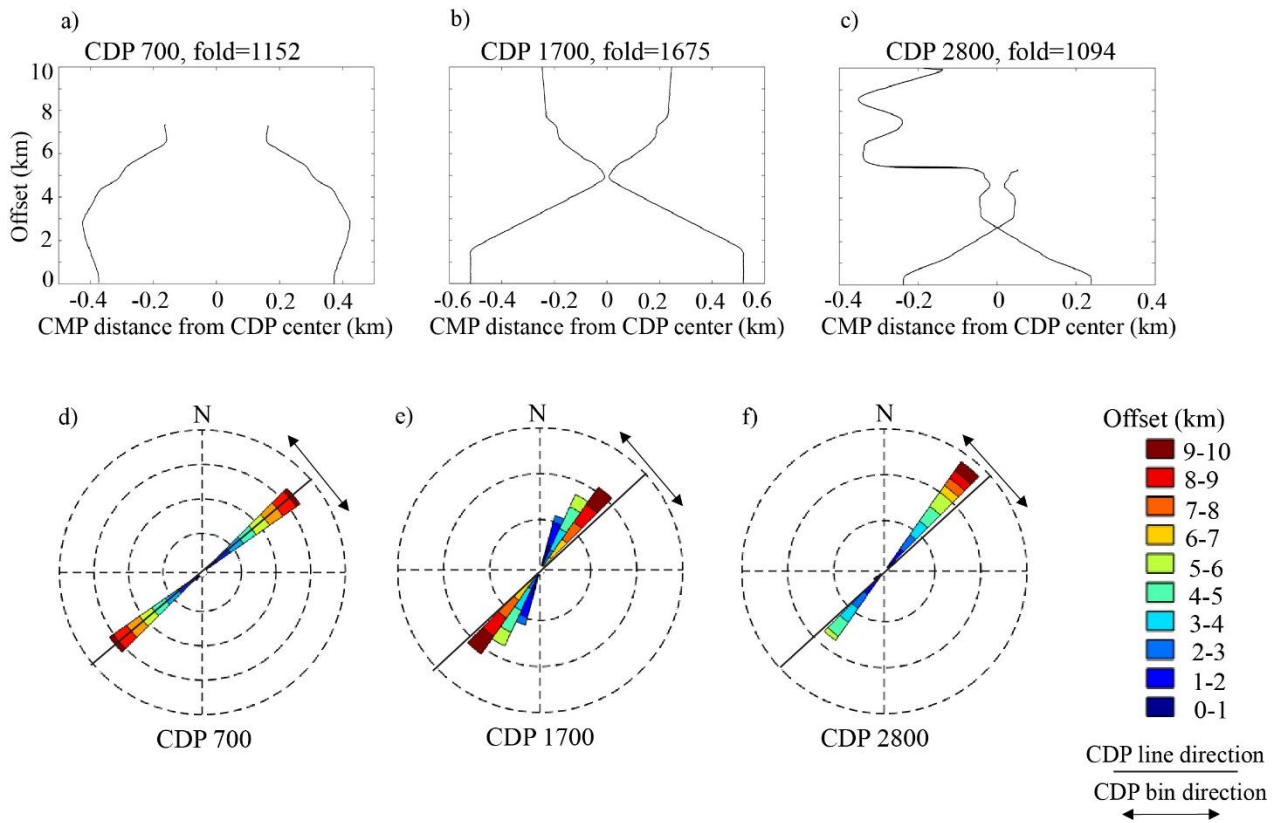 a)
CDP 700, fold=1152
10
8
6
4
2
0
Offset (km)
-0.4 -0.2 0 0.2 0.4
CMP distance from CDP center (km)
b)
CDP 1700, fold=1675
-0.6 -0.4 -0.2 0 0.2 0.4 0.6
CMP distance from CDP center (km)
c)
CDP 2800, fold=1094
-0.4 -0.2 0 0.2 0.4
CMP distance from CDP center (km)
d)
N
CDP 700
e)
N
CDP 1700
f)
N
CDP 2800
Offset (km)
9-10
8-9
7-8
6-7
5-6
4-5
3-4
2-3
1-2
0-1
CDP line direction
CDP bin direction